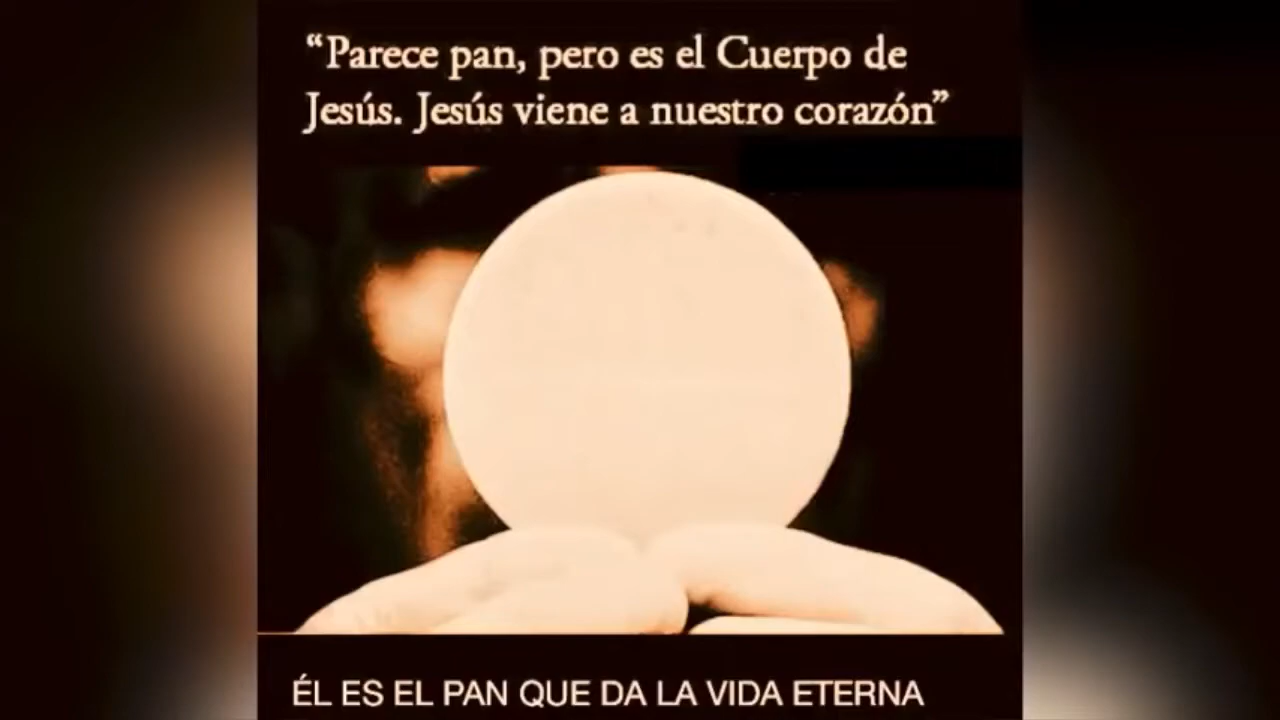 “Parece pan, pero es el Cuerpo de
Jesús. Jesús viene a nuestro corazón”
ÉL ES EL PAN QUE DA LA VIDA ETERNA